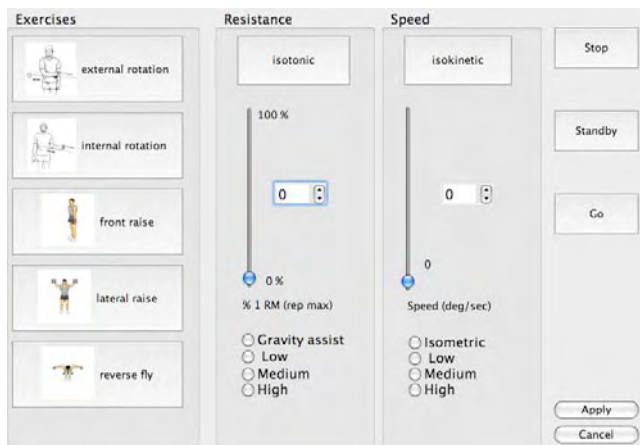 Exercises
external rotation
internal rotation
front raise
lateral raise
reverse fly
Resistance
isotonic
100 %
0
0 %
% 1 RM (rep max)
Gravity assist
Low
Medium
High
Speed
isokinetic
0
0
Speed (deg/sec)
Isometric
Low
Medium
High
Stop
Standby
Go
Apply
Cancel